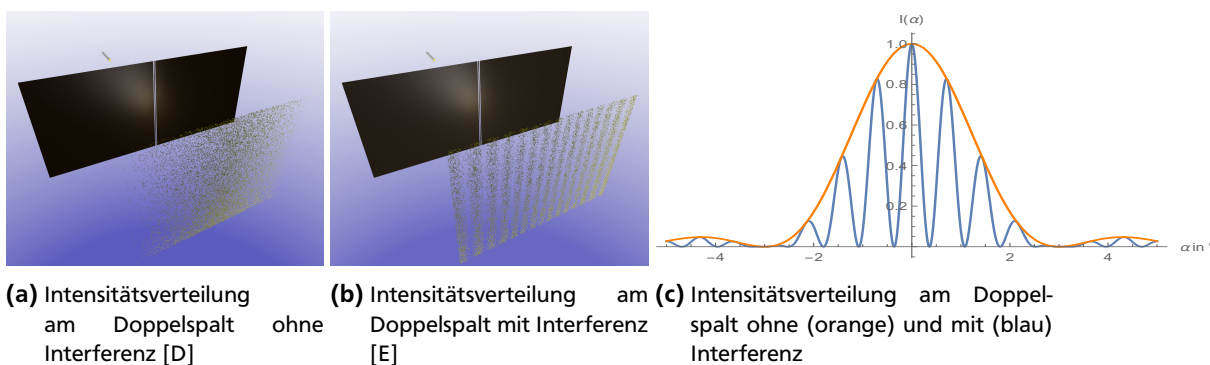 I(α)
1.0
0.8
0.6
0.4
0.2
−4
−2
2
4
α in °
(a) Intensitätsverteilung
am Doppelspalt ohne
Interferenz [D]
(b) Intensitätsverteilung am
Doppelspalt mit Interferenz
[E]
(c) Intensitätsverteilung am Doppel-
spalt ohne (orange) und mit (blau)
Interferenz